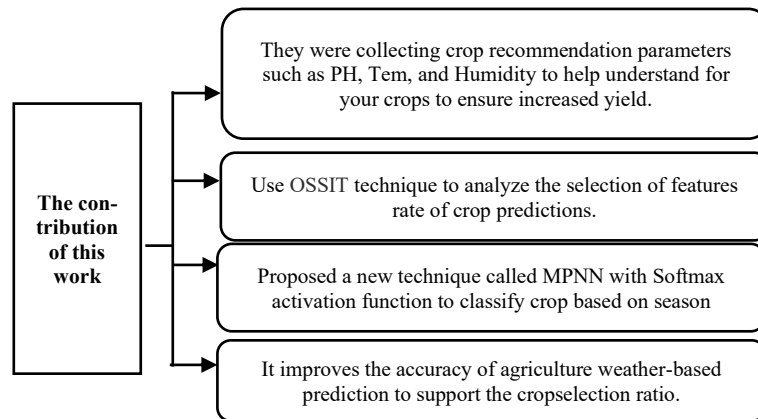 The con-
tribution
of this
work
They were collecting crop recommendation parameters
such as PH, Tem, and Humidity to help understand for
your crops to ensure increased yield.
Use OSSIT technique to analyze the selection of features
rate of crop predictions.
Proposed a new technique called MPNN with Softmax
activation function to classify crop based on season
It improves the accuracy of agriculture weather-based
prediction to support the cropselection ratio.